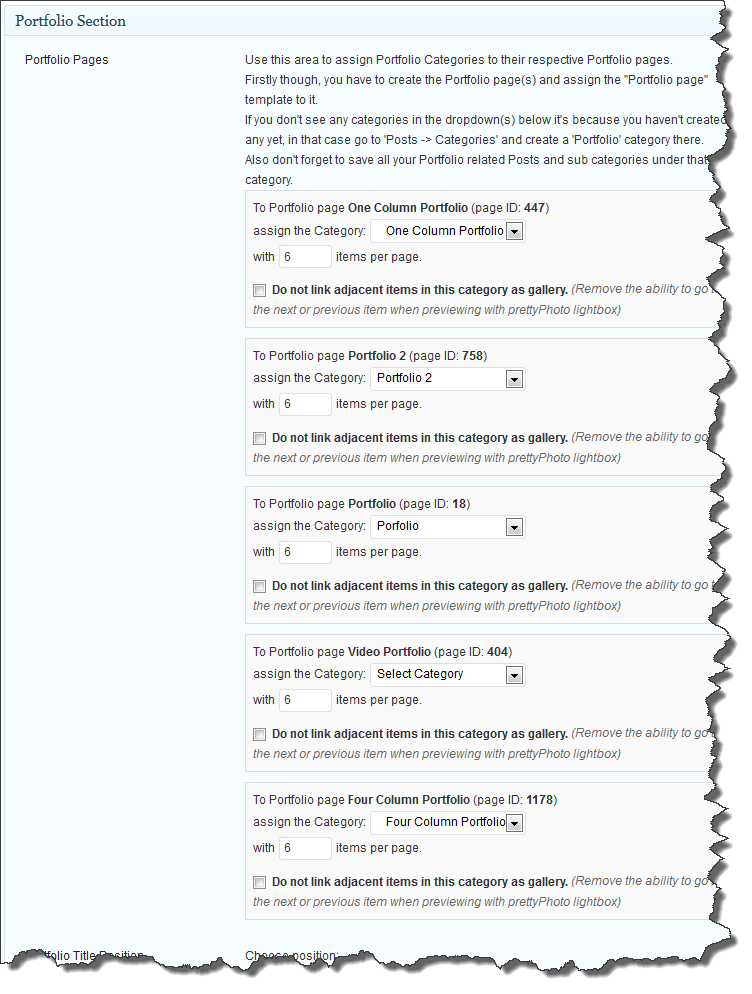 Portfolio Section
Portfolio Pages
Use this area to assign Portfolio Categories to their respective Portfolio pages.
Firstly though, you have to create the Portfolio page(s) and assign the "Portfolio page"
template to it.
If you don't see any categories in the dropdown(s) below it's because you haven't created
any yet, in that case go to 'Posts -> Categories' and create a 'Portfolio' category there.
Also don't forget to save all your Portfolio related Posts and sub categories under that
category.
To Portfolio page One Column Portfolio (page ID: 447)
assign the Category: One Column Portfolio
with 6 items per page.
Do not link adjacent items in this category as gallery. (Remove the ability to go
the next or previous item when previewing with prettyPhoto lightbox)
To Portfolio page Portfolio 2 (page ID: 758)
assign the Category: Portfolio 2
with 6 items per page.
Do not link adjacent items in this category as gallery. (Remove the ability to go
the next or previous item when previewing with prettyPhoto lightbox)
To Portfolio page Portfolio (page ID: 18)
assign the Category: Porfolio
with 6 items per page.
Do not link adjacent items in this category as gallery. (Remove the ability to go
the next or previous item when previewing with prettyPhoto lightbox)
To Portfolio page Video Portfolio (page ID: 404)
assign the Category: Select Category
with 6 items per page.
Do not link adjacent items in this category as gallery. (Remove the ability to go
the next or previous item when previewing with prettyPhoto lightbox)
To Portfolio page Four Column Portfolio (page ID: 1178)
assign the Category: Four Column Portfolio
with 6 items per page.
Do not link adjacent items in this category as gallery. (Remove the ability to go
the next or previous item when previewing with prettyPhoto lightbox)
Title Position
Choose position: